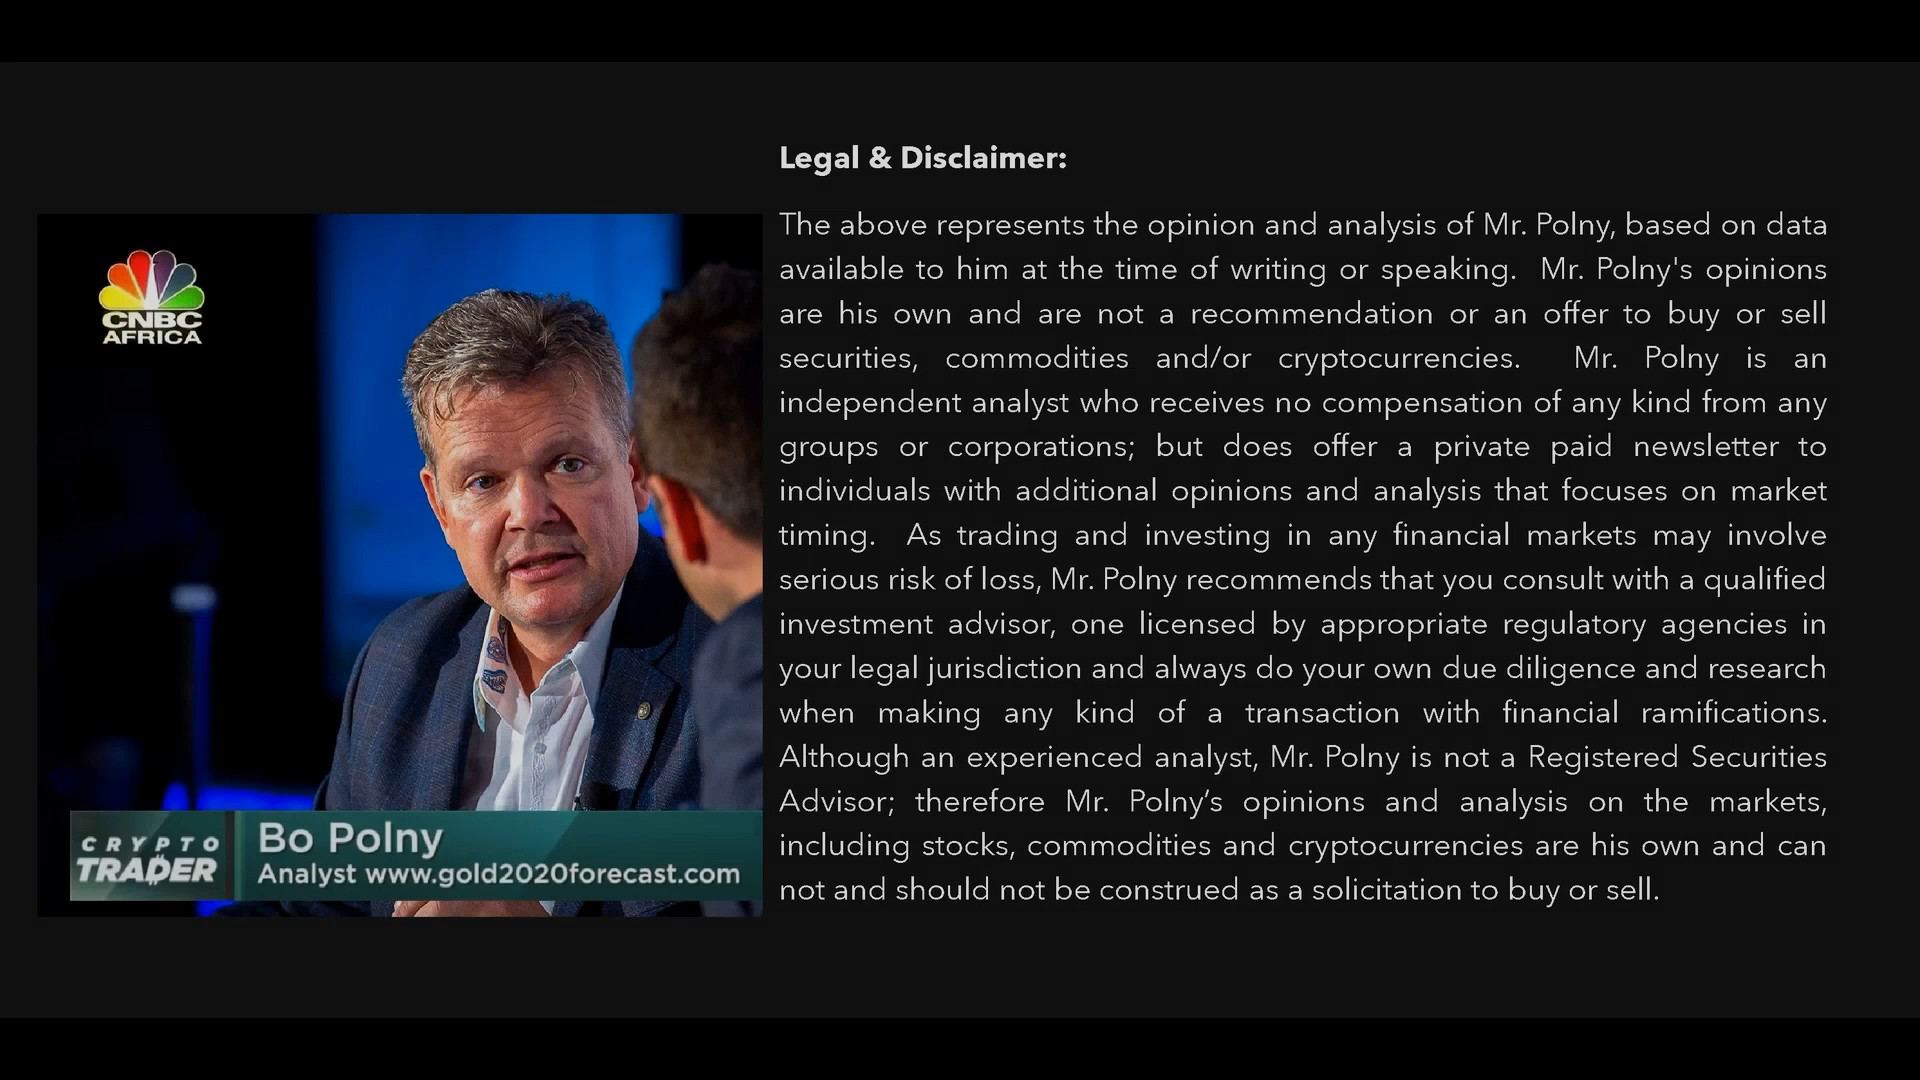 Legal & Disclaimer:
The above represents the opinion and analysis of Mr. Polny, based on data
available to him at the time of writing or speaking.  Mr. Polny's opinions
are his own and are not a recommendation or an offer to buy or sell
securities, commodities and/or cryptocurrencies.  Mr. Polny is an
independent analyst who receives no compensation of any kind from any
groups or corporations; but does offer a private paid newsletter to
individuals with additional opinions and analysis that focuses on market
timing.  As trading and investing in any financial markets may involve
serious risk of loss, Mr. Polny recommends that you consult with a qualified
investment advisor, one licensed by appropriate regulatory agencies in
your legal jurisdiction and always do your own due diligence and research
when making any kind of a transaction with financial ramifications.
Although an experienced analyst, Mr. Polny is not a Registered Securities
Advisor; therefore Mr. Polny’s opinions and analysis on the markets,
including stocks, commodities and cryptocurrencies are his own and can
not and should not be construed as a solicitation to buy or sell.
CNBC
AFRICA
CRYPTO
TRADER
Bo Polny
Analyst www.gold2020forecast.com